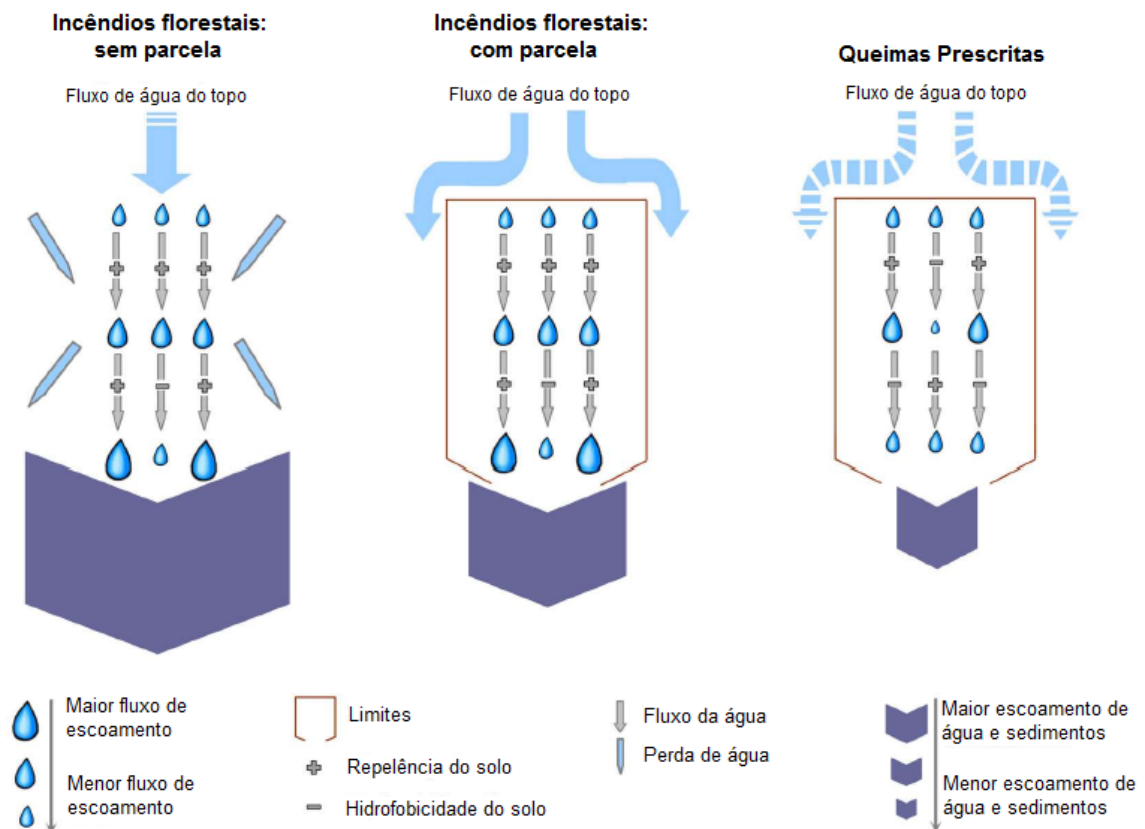 Incêndios florestais:
sem parcela
Fluxo de água do topo
Incêndios florestais:
com parcela
Fluxo de água do topo
Queimas Prescritas
Fluxo de água do topo
Maior fluxo de
escoamento
Menor fluxo de
escoamento
Limites
Repelência do solo
Hidrofobicidade do solo
Fluxo da água
Perda de água
Maior escoamento de
água e sedimentos
Menor escoamento de
água e sedimentos